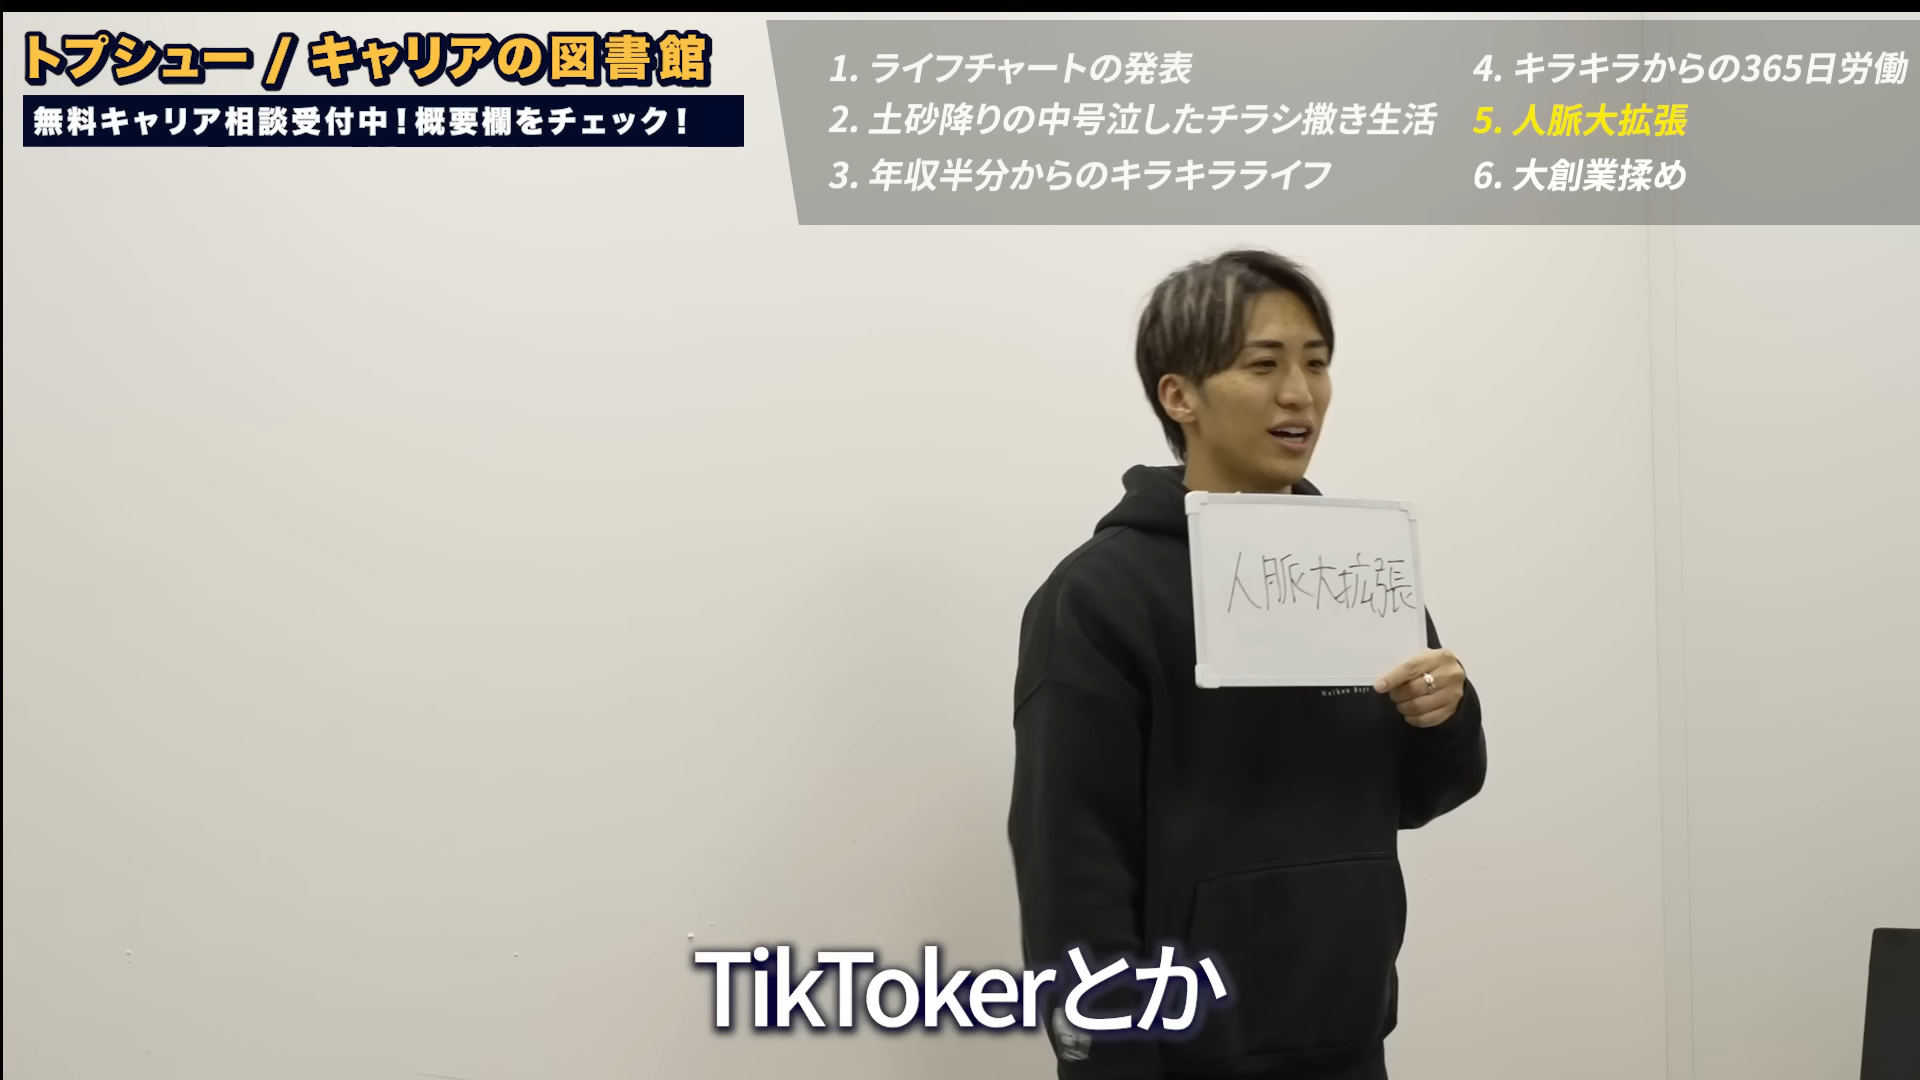 トプシュー / キャリアの図書館
無料キャリア相談受付中!概要欄をチェック!
1. ライフチャートの発表
2. 土砂降りの中号泣したチラシ撒き生活
3. 年収半分からのキラキラライフ
4. キラキラからの365日労働
5. 人脈大拡張
6. 大創業揉め
人脈大拡張
TikTokerとか